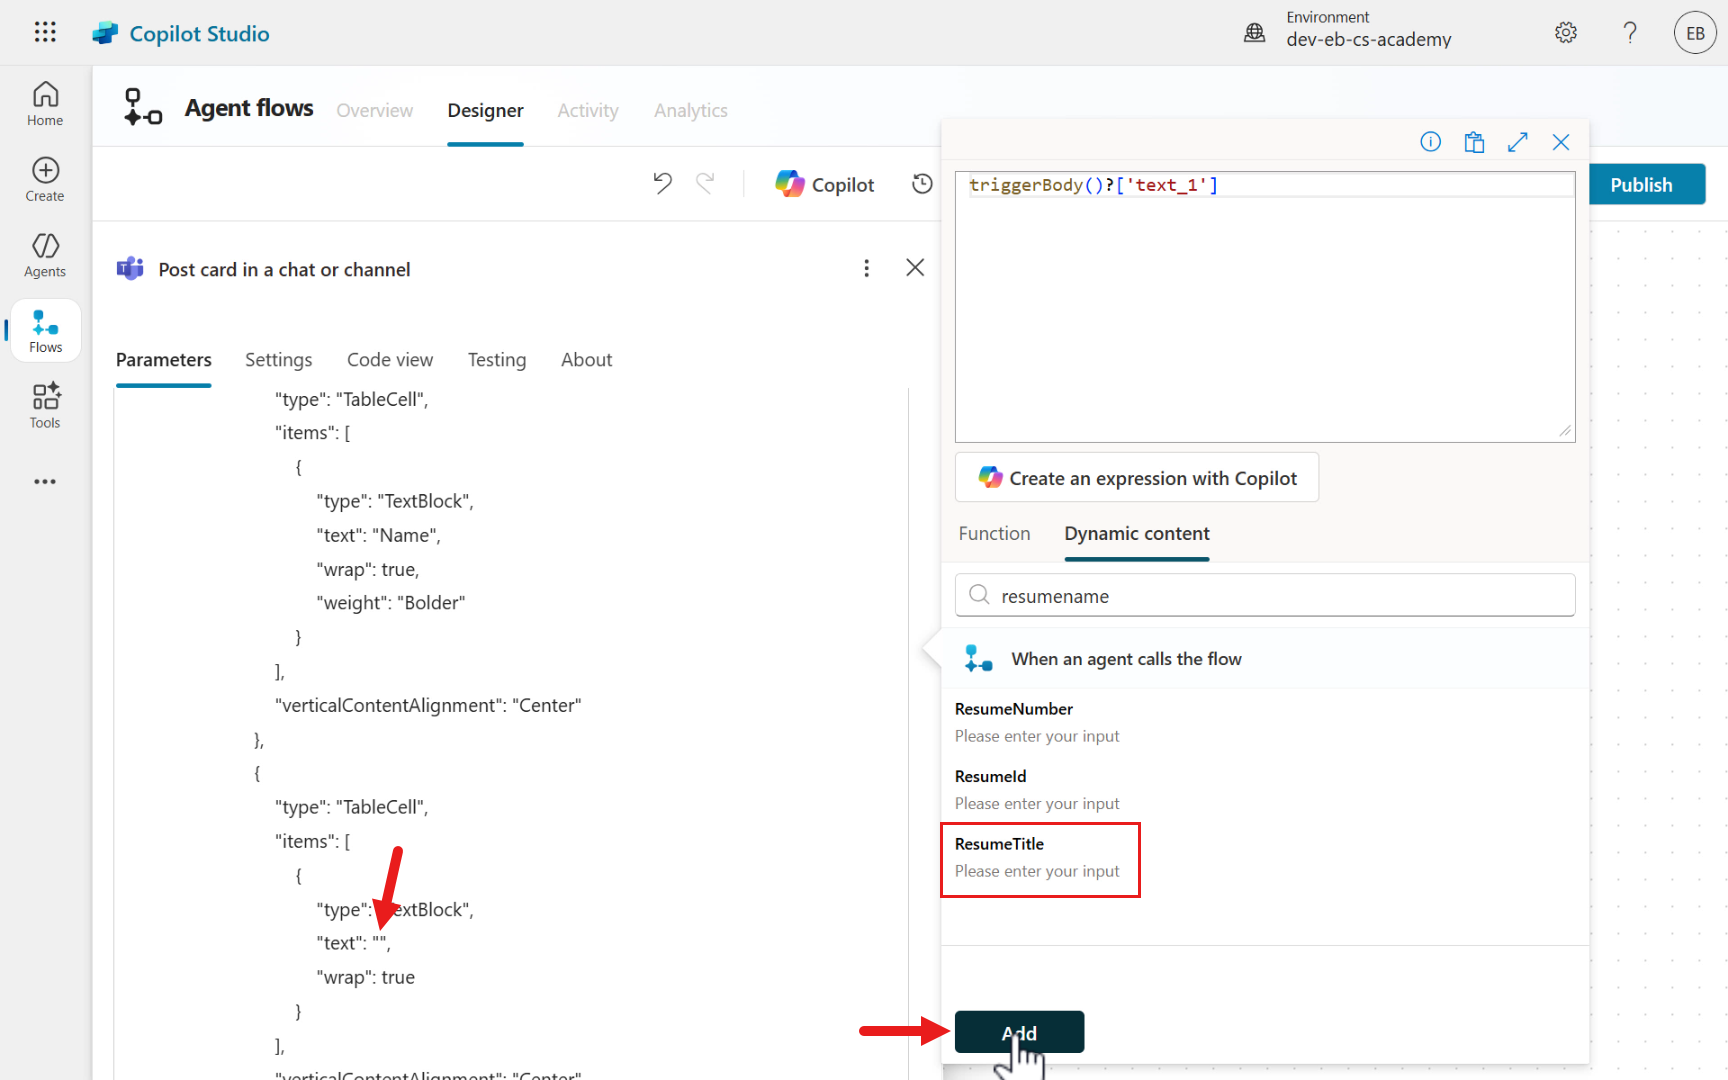 Copilot Studio
Environment
dev-eb-cs-academy
EB
Home
Create
Agents
Flows
Tools
Agent flows
Overview
Designer
Activity
Analytics
Copilot
Publish
Post card in a chat or channel
Parameters
Settings
Code view
Testing
About
"type": "TableCell",
"items": [
{
"type": "TextBlock",
"text": "Name",
"wrap": true,
"weight": "Bolder"
}
],
"verticalContentAlignment": "Center"
},
{
"type": "TableCell",
"items": [
{
"type": extBlock",
"text": "",
"wrap": true
}
],
"verticalContentAlignment": "Center"
triggerBody()?['text_1']
Create an expression with Copilot
Function
Dynamic content
resumename
When an agent calls the flow
ResumeNumber
Please enter your input
ResumeId
Please enter your input
ResumeTitle
Please enter your input
Add